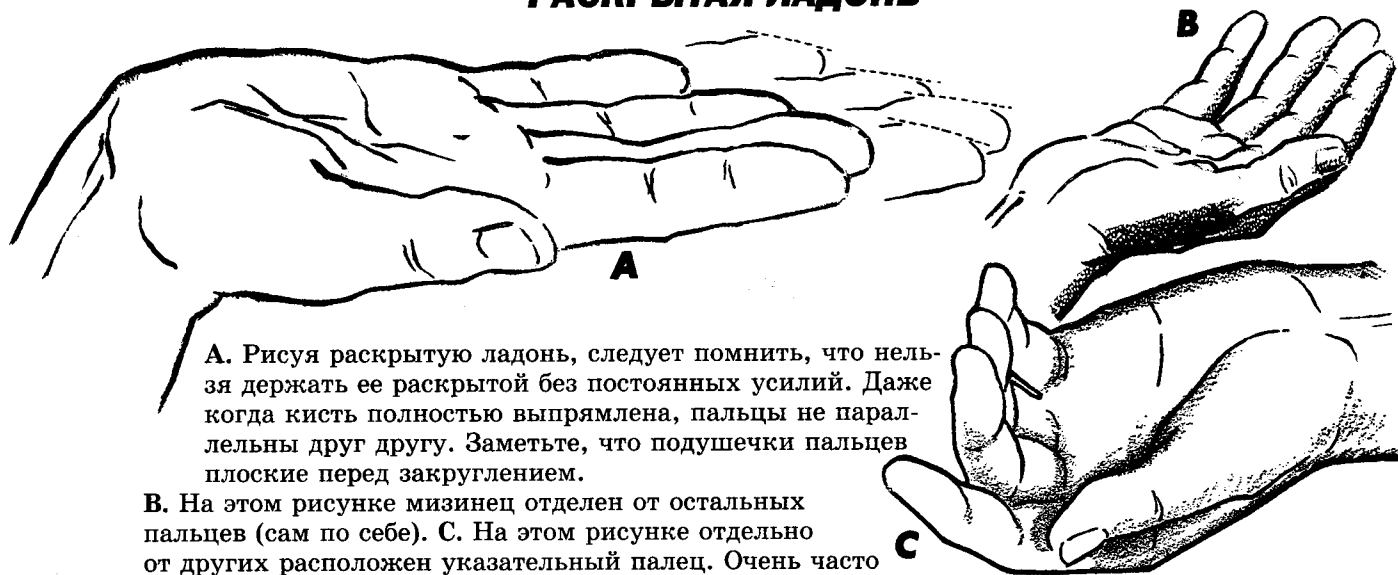 РАСКРЫТАЯ ЛАДОНЬ
B
A
А. Рисуя раскрытую ладонь, следует помнить, что нель-
зя держать ее раскрытой без постоянных усилий. Даже
когда кисть полностью выпрямлена, пальцы не парал-
лельны друг другу. Заметьте, что подушечки пальцев
плоские перед закруглением.
В. На этом рисунке мизинец отделен от остальных
пальцев (сам по себе). С. На этом рисунке отдельно
от других расположен указательный палец. Очень часто
C